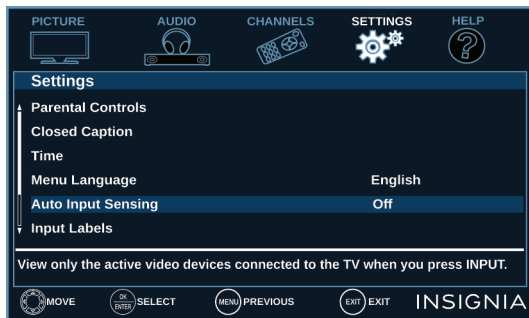 PICTURE AUDIO CHANNELS SETTINGS HELP
Settings
Parental Controls
Closed Caption
Time
Menu Language English
Auto Input Sensing Off
Input Labels
View only the active video devices connected to the TV when you press INPUT.
MOVE OK ENTER SELECT MENU PREVIOUS EXIT EXIT INSIGNIA